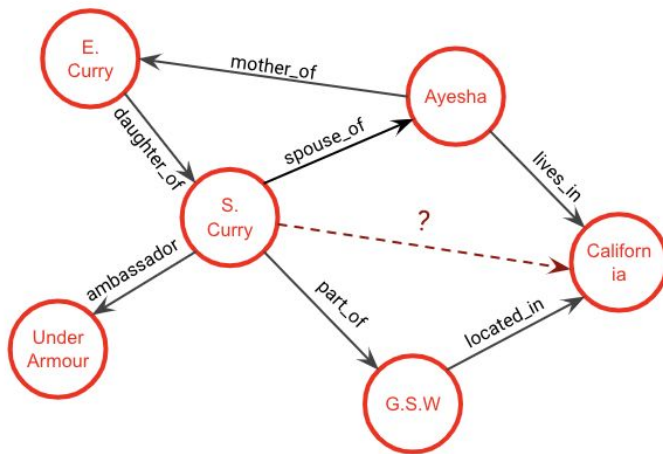 E.
Curry
mother_of
Ayesha
daughter_of
spouse_of
lives_in
S.
Curry
?
Californ
ia
ambassador
part_of
located_in
Under
Armour
G.S.W